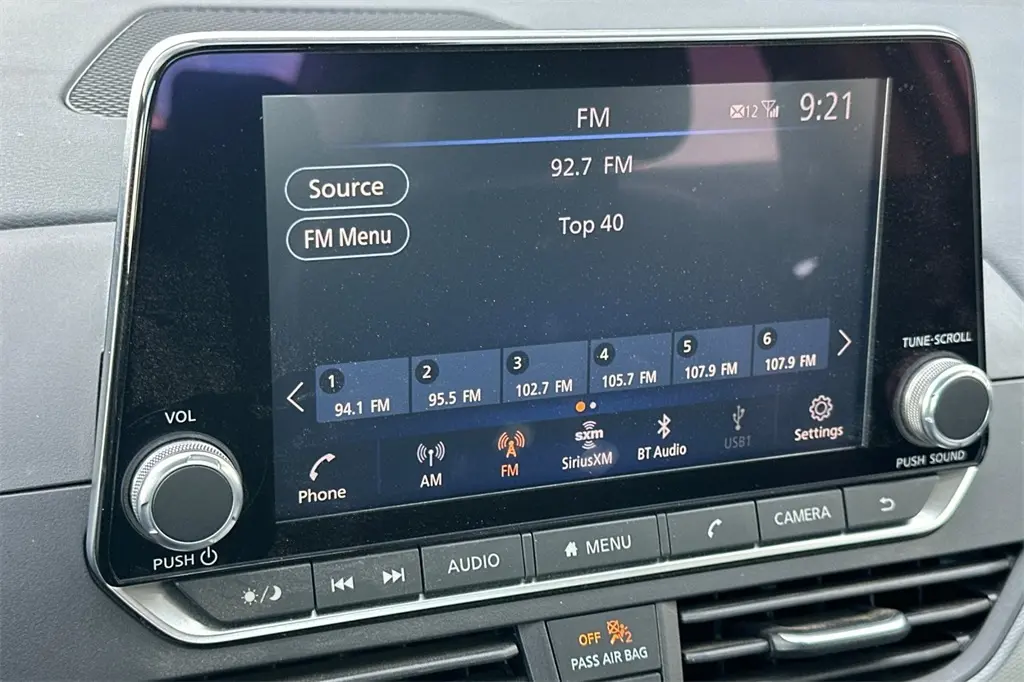 FM
12
9:21
92.7 FM
Source
Top 40
FM Menu
1
94.1 FM
2
95.5 FM
3
102.7 FM
4
105.7 FM
5
107.9 FM
6
107.9 FM
Phone
AM
FM
sxm
SiriusXM
BT Audio
USB1
Settings
VOL
PUSH
TUNE·SCROLL
PUSH SOUND
AUDIO
MENU
CAMERA
OFF
2
PASS AIR BAG